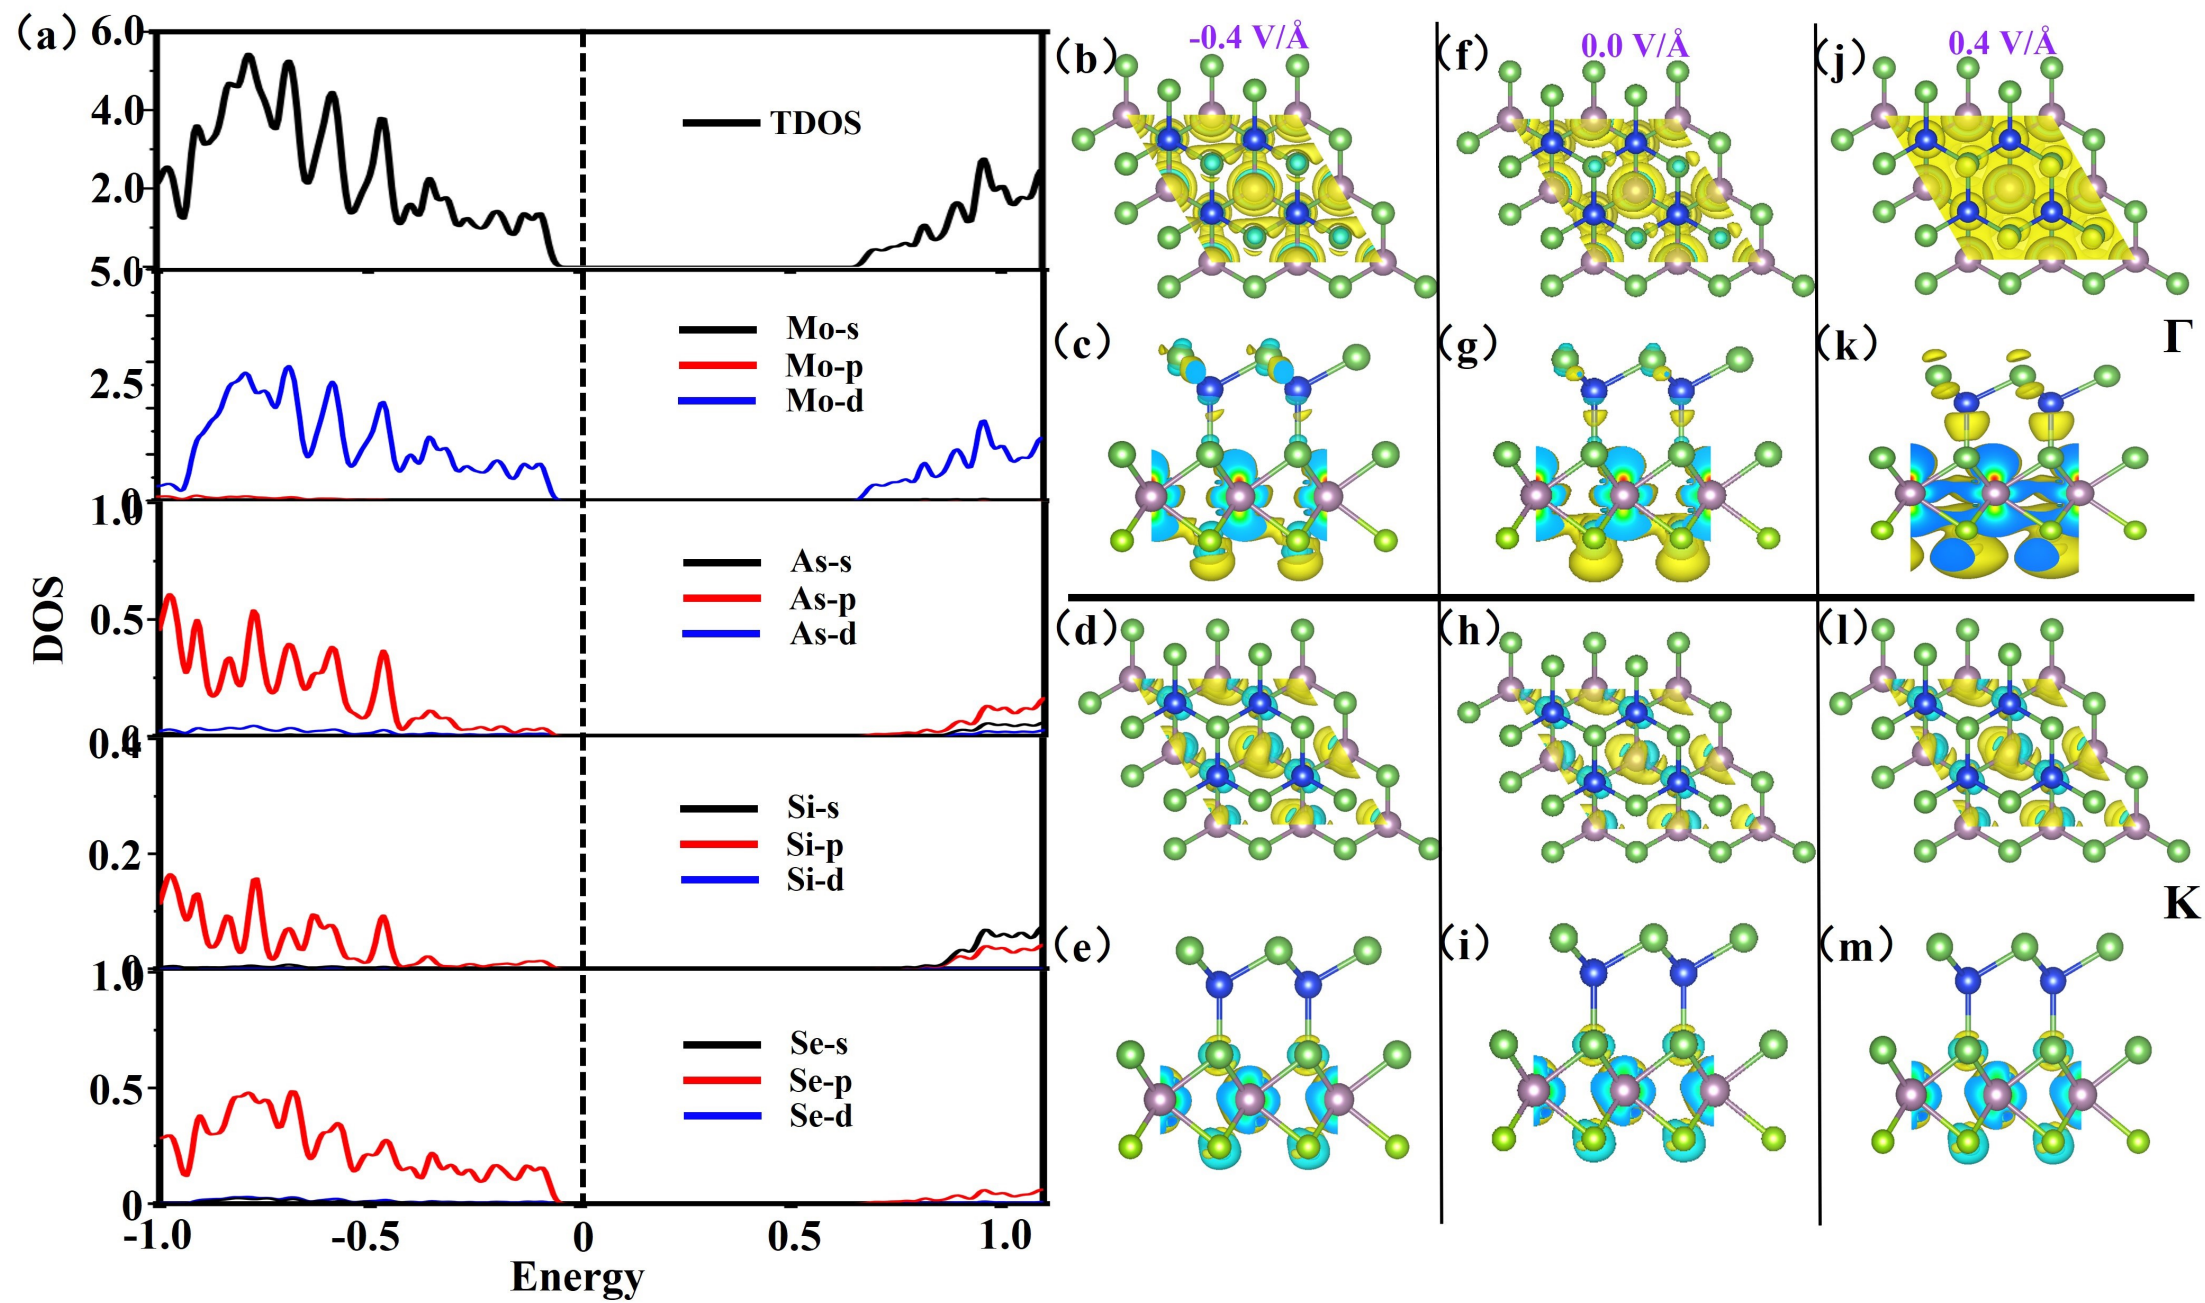 (a)
6.0
4.0
2.0
5.0
TDOS
Mo-s
Mo-p
Mo-d
2.5
1.0
As-s
As-p
As-d
0.5
0.4
Si-s
Si-p
Si-d
0.2
1.0
Se-s
Se-p
Se-d
0.5
0
-1.0 -0.5 0 0.5 1.0
DOS
Energy
-0.4 V/Å 0.0 V/Å 0.4 V/Å
(b) (f) (j)
Γ
(c) (g) (k)
(d) (h) (l)
K
(e) (i) (m)